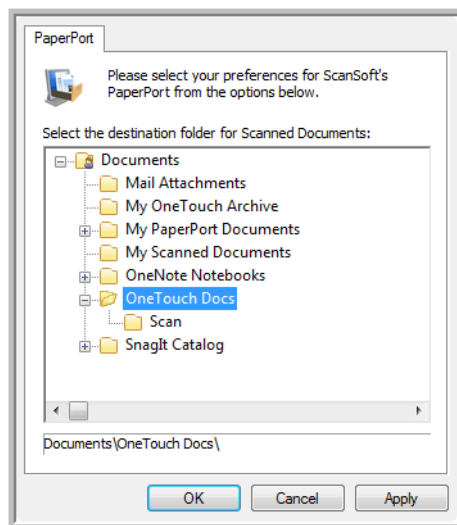 PaperPort
Please select your preferences for ScanSoft's
PaperPort from the options below.
Select the destination folder for Scanned Documents:
Documents
Mail Attachments
My OneTouch Archive
My PaperPort Documents
My Scanned Documents
OneNote Notebooks
OneTouch Docs
Scan
SnagIt Catalog
Documents\OneTouch Docs\
OK Cancel Apply